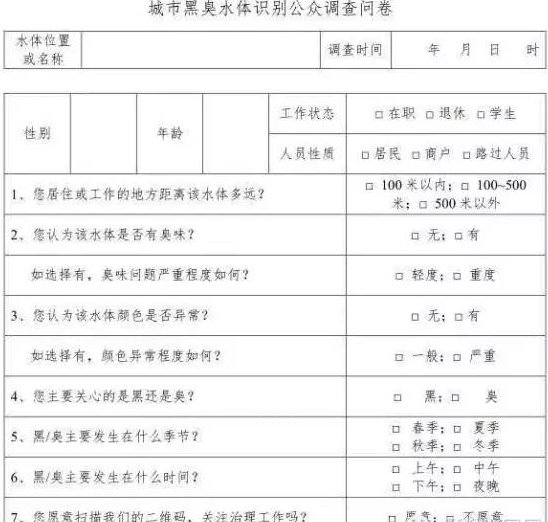 城市黑臭水体识别公众调查问卷
水体位置
或名称
调查时间
年 月 日 时
性别
年龄
工作状态
□ 在职 □ 退休 □ 学生
人员性质
□ 居民 □ 商户 □ 路过人员
1、您居住或工作的地方距离该水体多远？
□ 100 米以内；□ 100~500
米；□ 500 米以外
2、您认为该水体是否有臭味？
□ 无；□ 有
如选择有，臭味问题严重程度如何？
□ 轻度；□ 重度
3、您认为该水体颜色是否异常？
□ 无；□ 有
如选择有，颜色异常程度如何？
□ 一般；□ 严重
4、您主要关心的是黑还是臭？
□ 黑；□ 臭
5、黑/臭主要发生在什么季节？
□ 春季；□ 夏季
□ 秋季；□ 冬季
6、黑/臭主要发生在什么时间？
□ 上午；□ 中午
□ 下午；□ 夜晚
7、您愿意扫描我们的二维码，关注治理工作吗？
□ 愿意；□ 不愿意